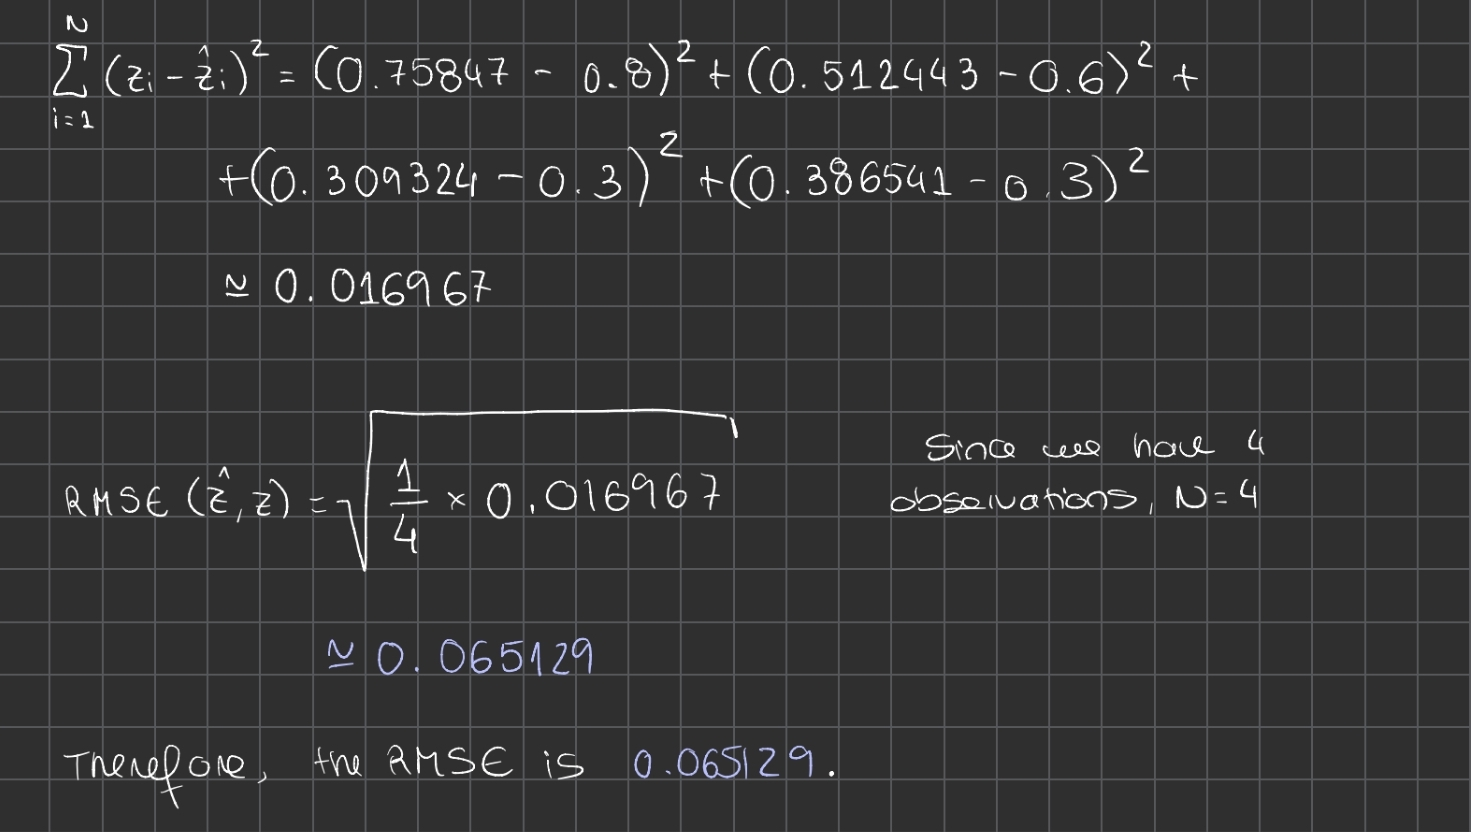 N
∑ (zᵢ - ẑᵢ)² = (0.75847 - 0.8)² + (0.512443 - 0.6)² +
i=1
+(0.309324 - 0.3)² + (0.386541 - 0.3)²
≃ 0.016967
Since we have 4
RMSE (ẑ, z) = √(1/4 × 0.016967)
observations, N=4
≃ 0.065129
Therefore, the RMSE is 0.065129.